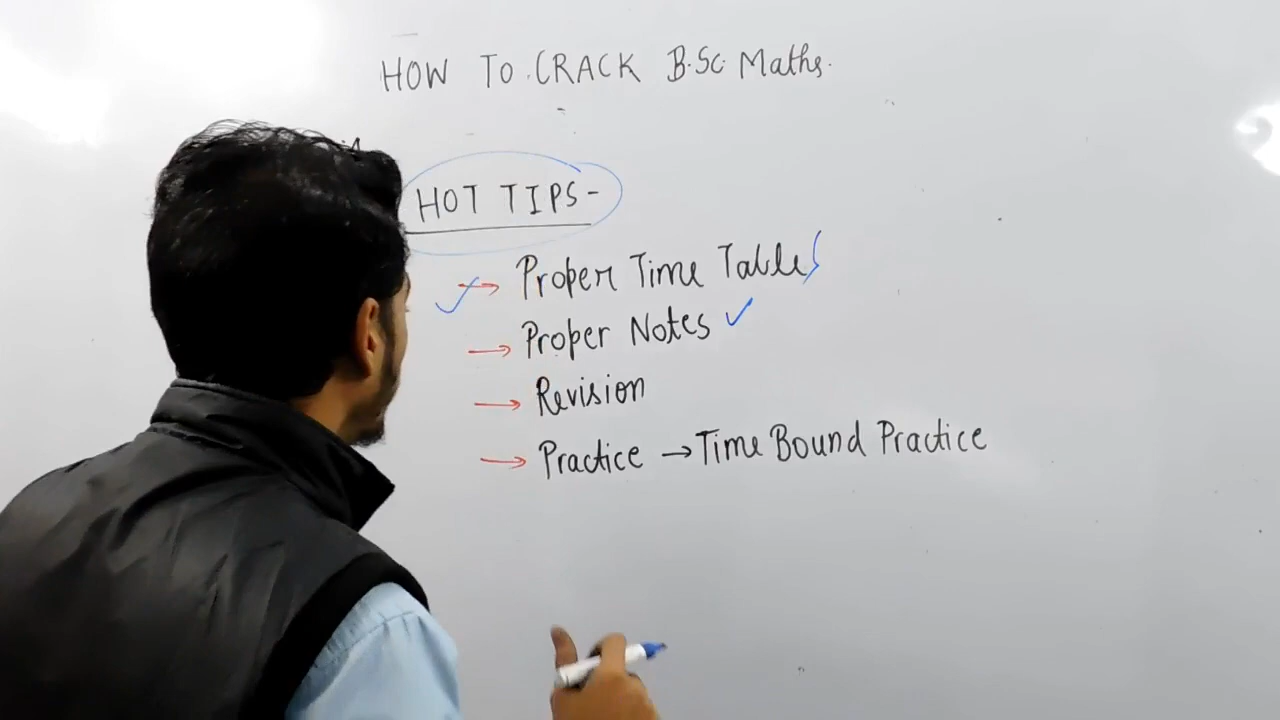 HOW TO CRACK B.Sc. Maths.
HOT TIPS-
✓→ Proper Time Table
→ Proper Notes ✓
→ Revision
→ Practice → Time Bound Practice